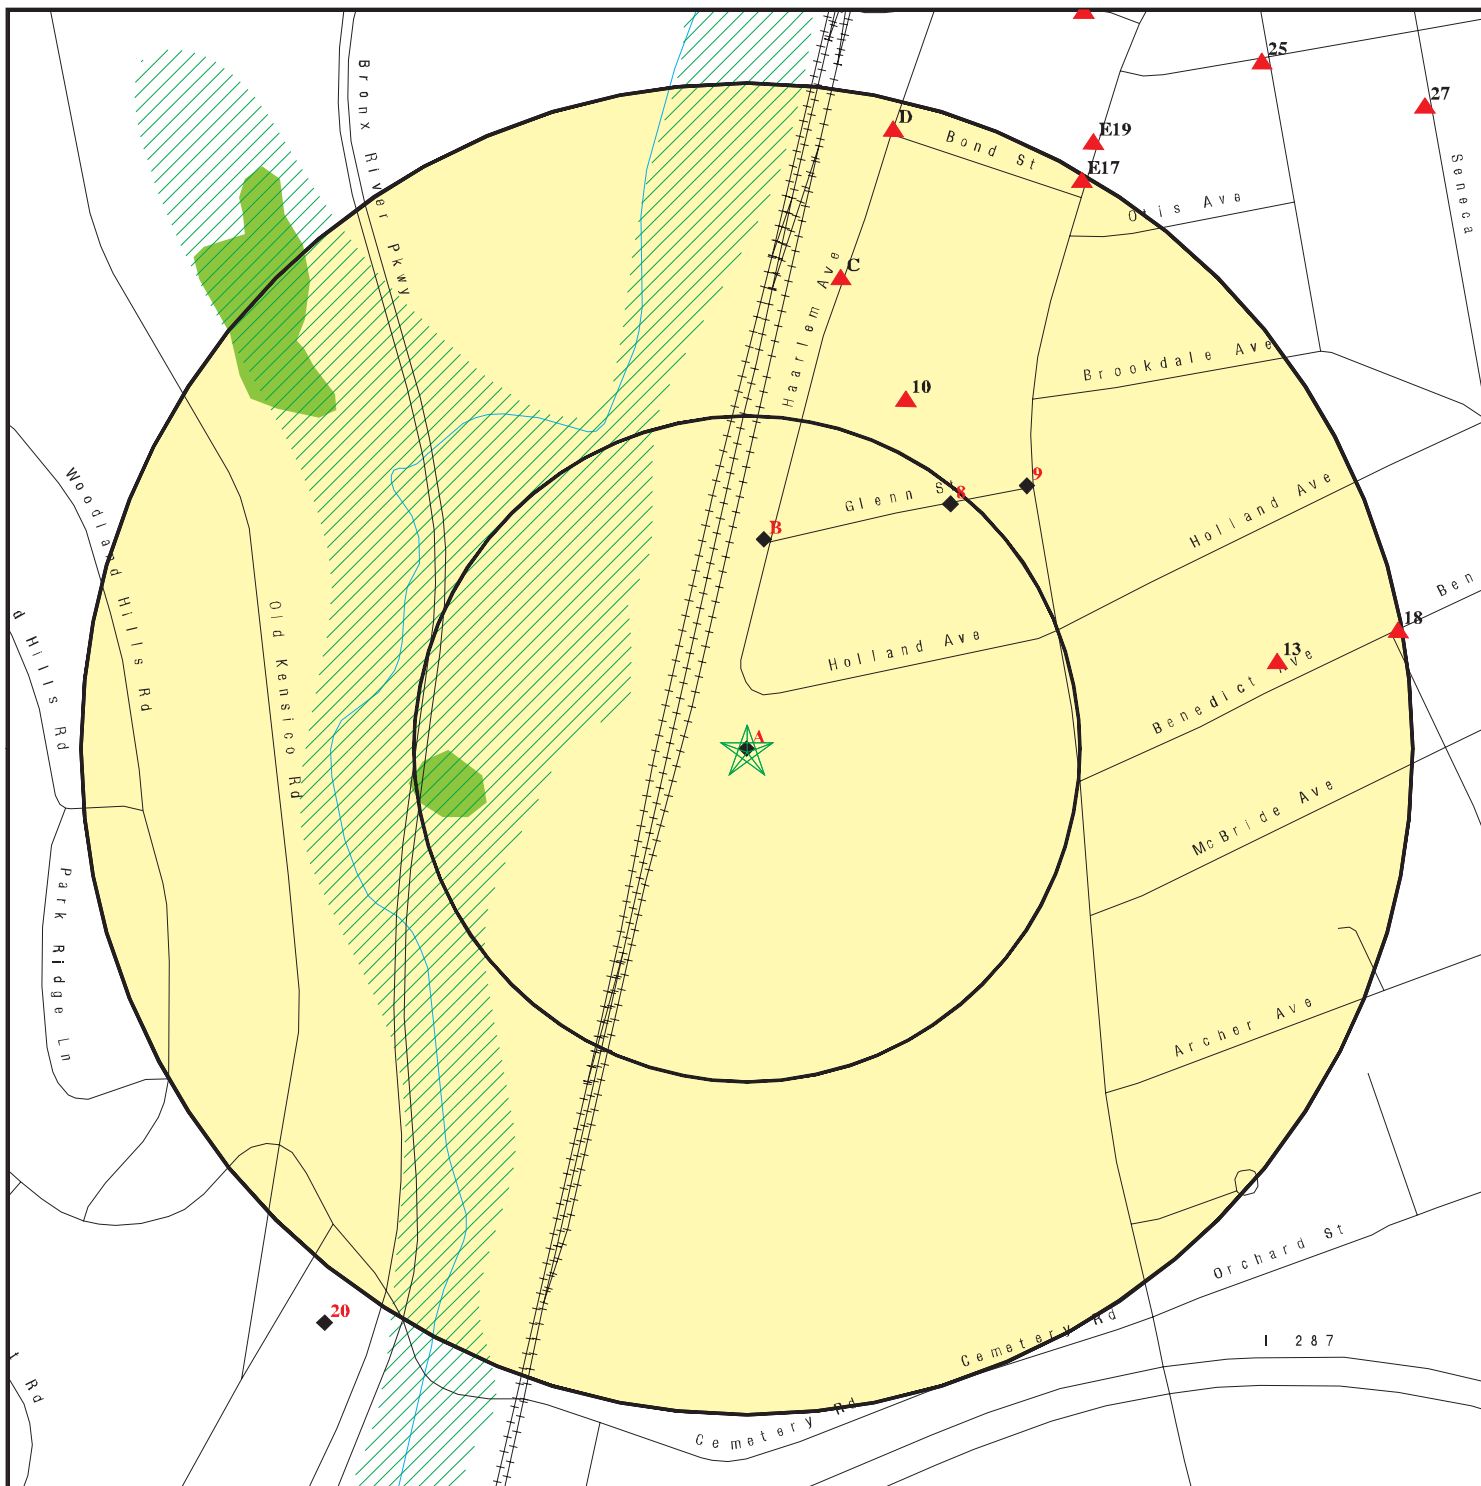 25
27
E19
D
Bond St
E17
Bronx River Pkwy
Seneca
Otis Ave
C
Haarlem Ave
Brookdale Ave
10
9
8
Glenn St
B
Holland Ave
Woodland Hills Rd
Old Kensico Rd
d Hills Rd
Ben
18
Holland Ave
13
Benedict Ave
A
McBride Ave
Park Ridge Ln
Archer Ave
Orchard St
20
Cemetery Rd
I 287
t Rd
Cemetery Rd